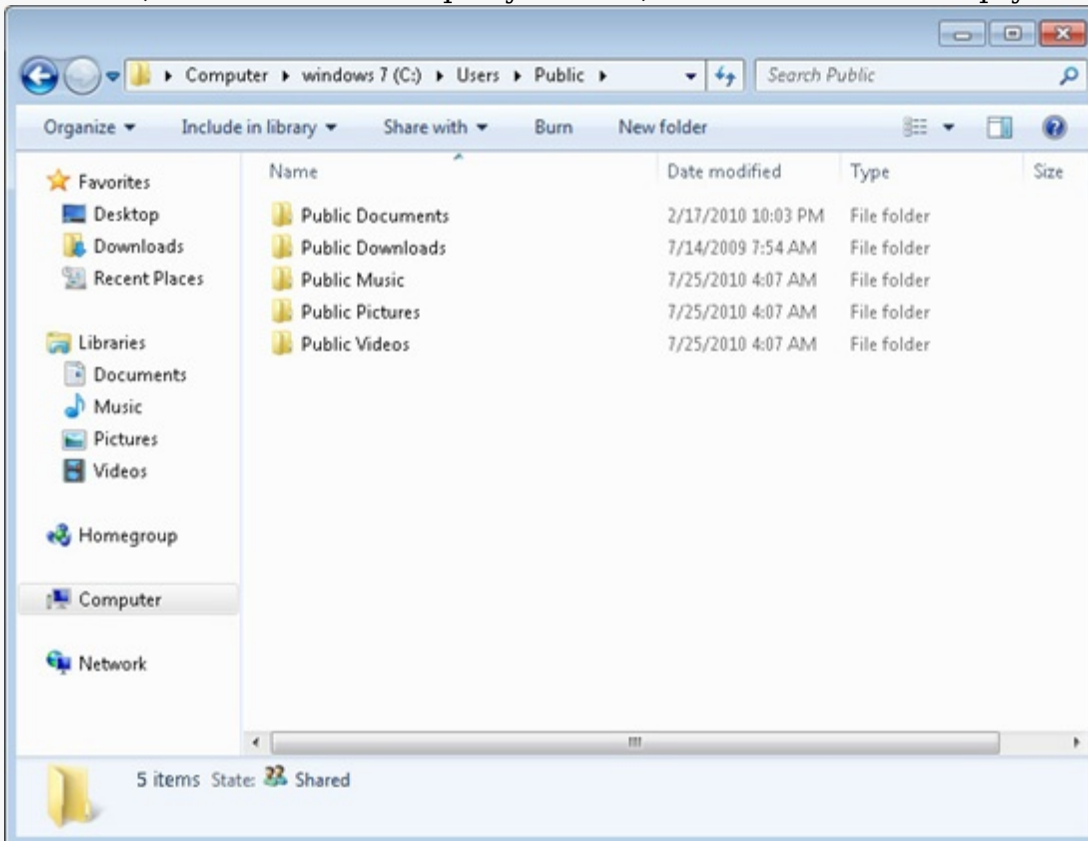 Computer windows 7 (C:) Users Public Search Public
Organize Include in library Share with Burn New folder
Favorites
Desktop
Downloads
Recent Places
Libraries
Documents
Music
Pictures
Videos
Homegroup
Computer
Network
Name Date modified Type Size
Public Documents 2/17/2010 10:03 PM File folder
Public Downloads 7/14/2009 7:54 AM File folder
Public Music 7/25/2010 4:07 AM File folder
Public Pictures 7/25/2010 4:07 AM File folder
Public Videos 7/25/2010 4:07 AM File folder
5 items State: Shared